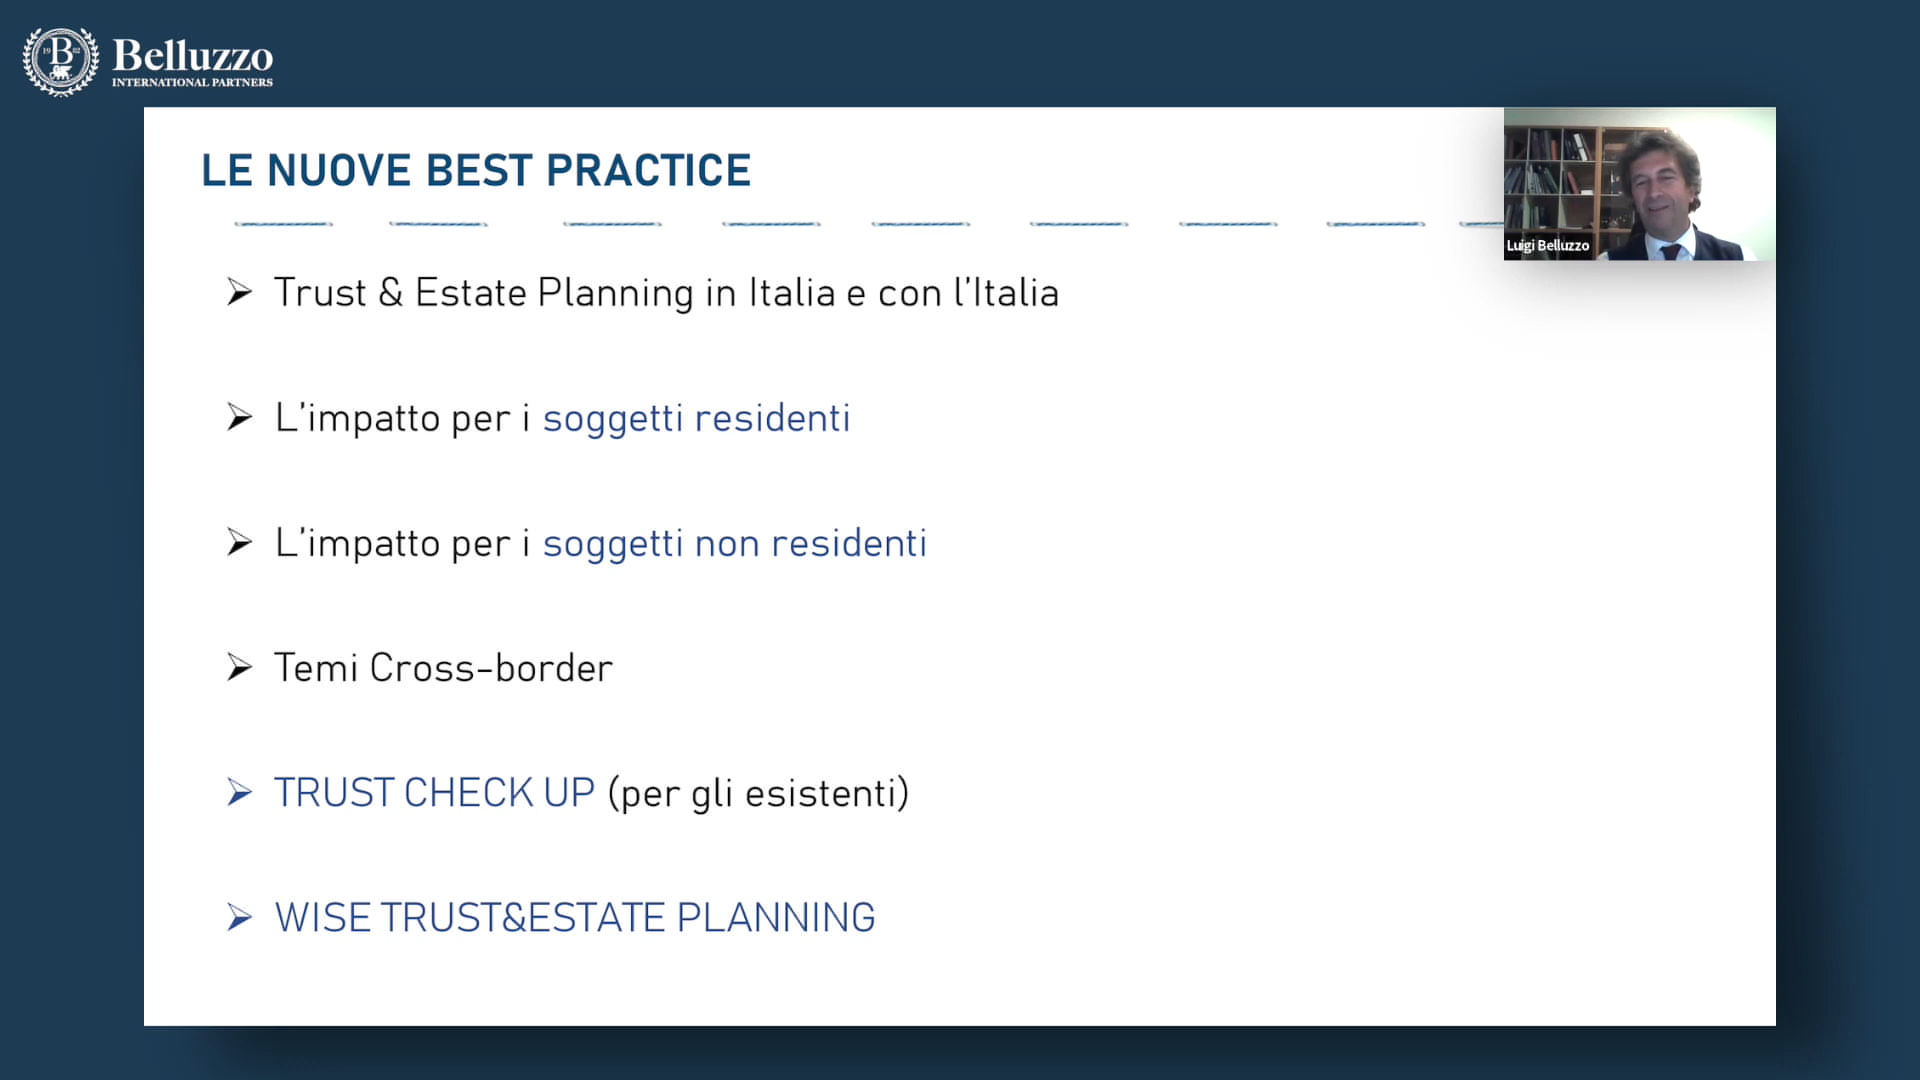 19 B 82
Belluzzo
INTERNATIONAL PARTNERS
LE NUOVE BEST PRACTICE
Luigi Belluzzo
➢ Trust & Estate Planning in Italia e con l'Italia
➢ L'impatto per i soggetti residenti
➢ L'impatto per i soggetti non residenti
➢ Temi Cross-border
➢ TRUST CHECK UP (per gli esistenti)
➢ WISE TRUST&ESTATE PLANNING